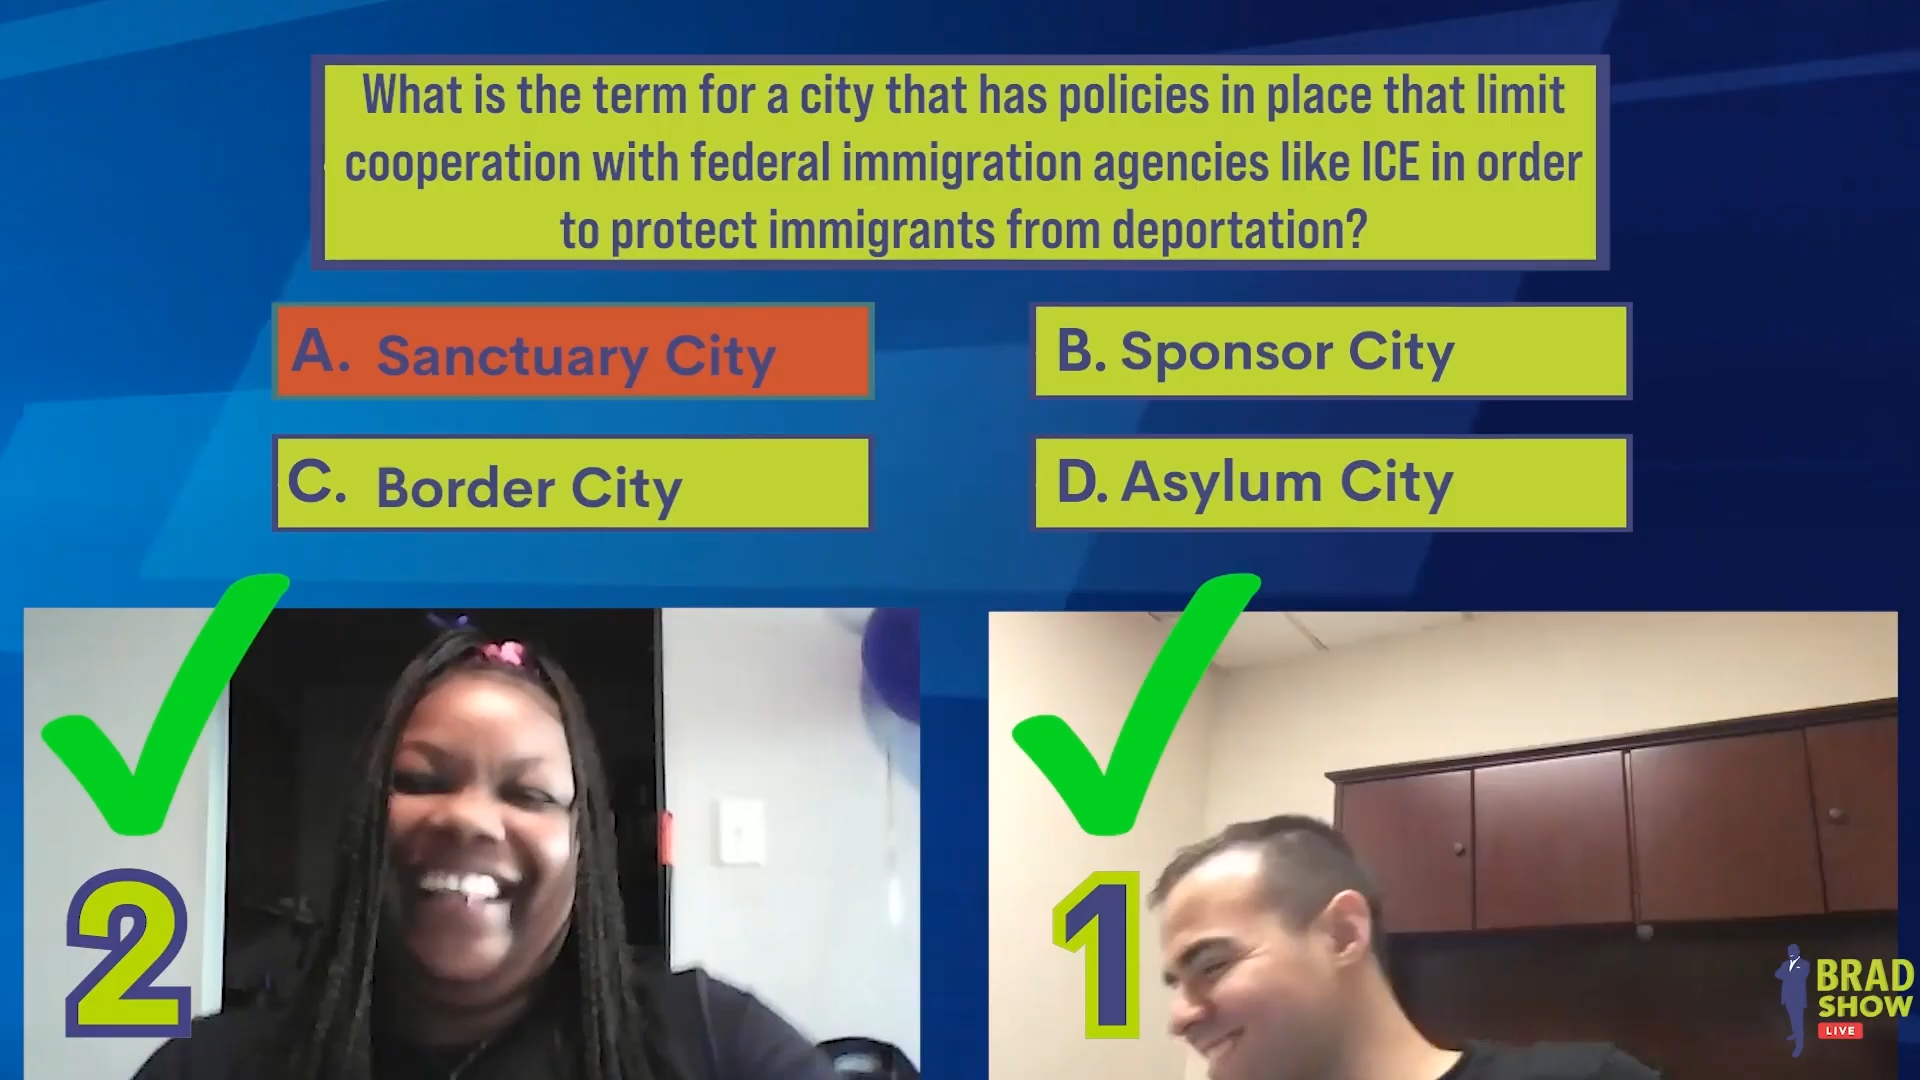 What is the term for a city that has policies in place that limit
cooperation with federal immigration agencies like ICE in order
to protect immigrants from deportation?
A. Sanctuary City
B. Sponsor City
C. Border City
D. Asylum City
2
1
BRAD
SHOW
LIVE